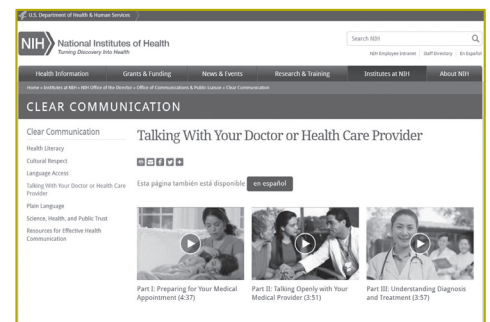 U.S. Department of Health & Human Services
NIH
National Institutes of Health
Turning Discovery Into Health
Search NIH
NIH Employee Intranet | Staff Directory | En Español
Health Information
Grants & Funding
News & Events
Research & Training
Institutes at NIH
About NIH
Home » Institutes at NIH » NIH Office of the Director » Office of Communications & Public Liaison » Clear Communication
CLEAR COMMUNICATION
Clear Communication
Health Literacy
Cultural Respect
Language Access
Talking With Your Doctor or Health Care
Provider
Plain Language
Science, Health, and Public Trust
Resources for Effective Health
Communication
Talking With Your Doctor or Health Care Provider
Esta página también está disponible en español
Part I: Preparing for Your Medical
Appointment (4:37)
Part II: Talking Openly with Your
Medical Provider (3:51)
Part III: Understanding Diagnosis
and Treatment (3:57)